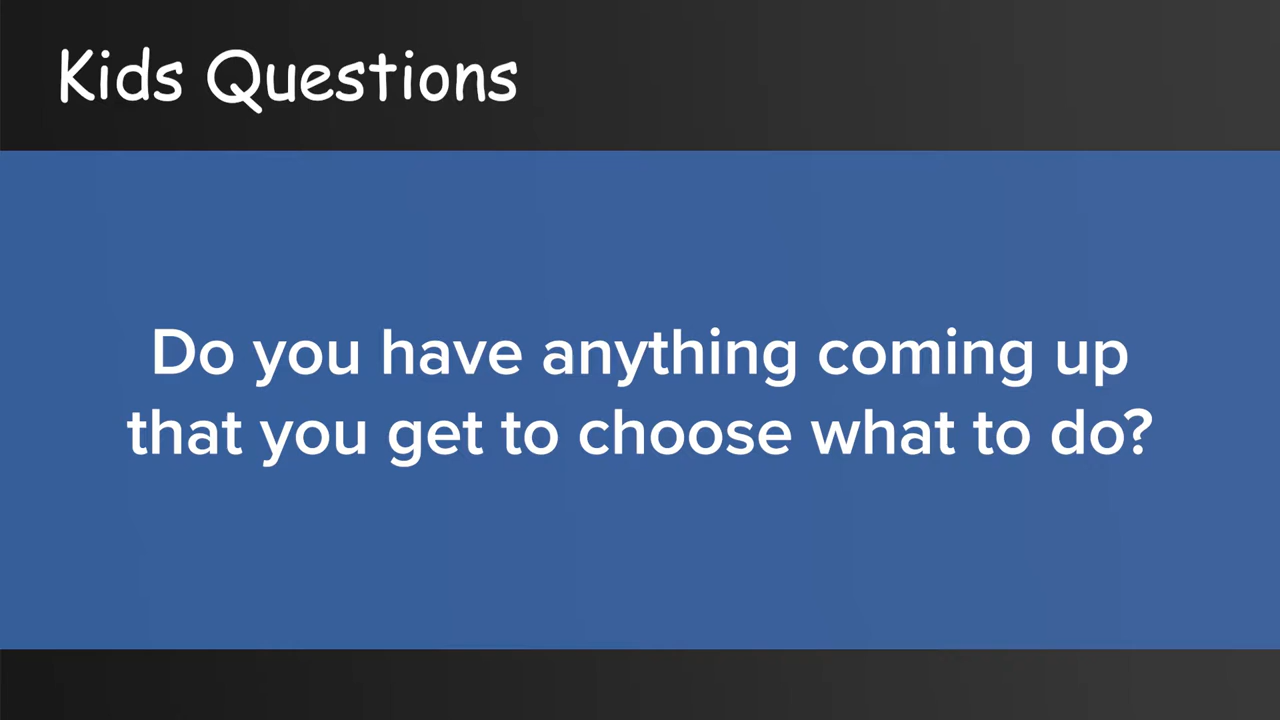 Kids Questions
Do you have anything coming up
that you get to choose what to do?